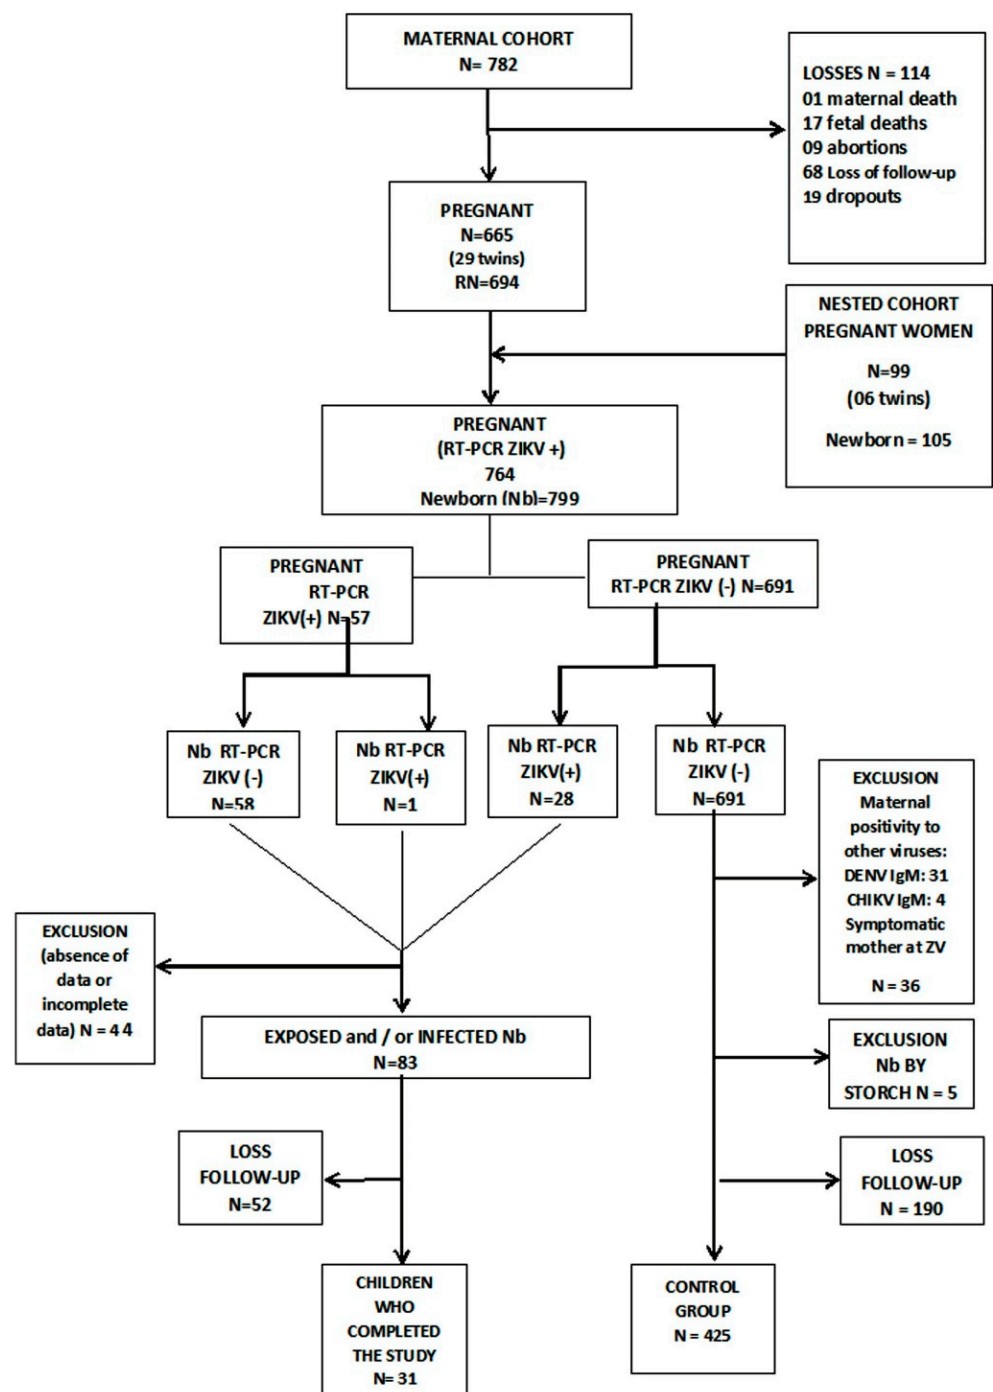 MATERNAL COHORT
N= 782
LOSSES N = 114
01 maternal death
17 fetal deaths
09 abortions
68 Loss of follow-up
19 dropouts
PREGNANT
N=665
(29 twins)
RN=694
NESTED COHORT
PREGNANT WOMEN
N=99
(06 twins)
Newborn = 105
PREGNANT
(RT-PCR ZIKV +)
764
Newborn (Nb)=799
PREGNANT
RT-PCR
ZIKV(+) N=57
PREGNANT
RT-PCR ZIKV (-) N=691
Nb RT-PCR
ZIKV (-)
N=58
Nb RT-PCR
ZIKV(+)
N=1
Nb RT-PCR
ZIKV(+)
N=28
Nb RT-PCR
ZIKV (-)
N=691
EXCLUSION
Maternal
positivity to
other viruses:
DENV IgM: 31
CHIKV IgM: 4
Symptomatic
mother at ZV
N = 36
EXCLUSION
(absence of
data or
incomplete
data) N = 4 4
EXPOSED and / or INFECTED Nb
N=83
EXCLUSION
Nb BY
STORCH N = 5
LOSS
FOLLOW-UP
N=52
LOSS
FOLLOW-UP
N = 190
CHILDREN
WHO
COMPLETED
THE STUDY
N= 31
CONTROL
GROUP
N = 425